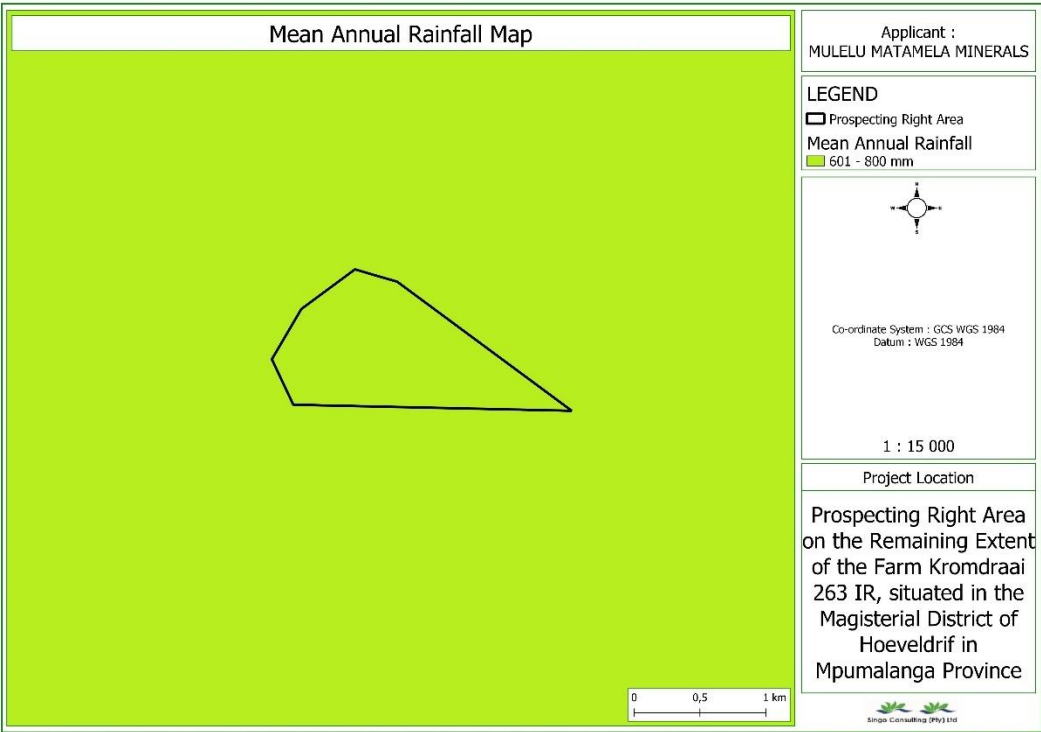 Mean Annual Rainfall Map
Applicant :
MULELU MATAMELA MINERALS
LEGEND
Prospecting Right Area
Mean Annual Rainfall
601 - 800 mm
N
W
E
S
Co-ordinate System : GCS WGS 1984
Datum : WGS 1984
1 : 15 000
Project Location
Prospecting Right Area
on the Remaining Extent
of the Farm Kromdraai
263 IR, situated in the
Magisterial District of
Hoeveldrif in
Mpumalanga Province
0 0,5 1 km
Singo Consulting (Pty) Ltd